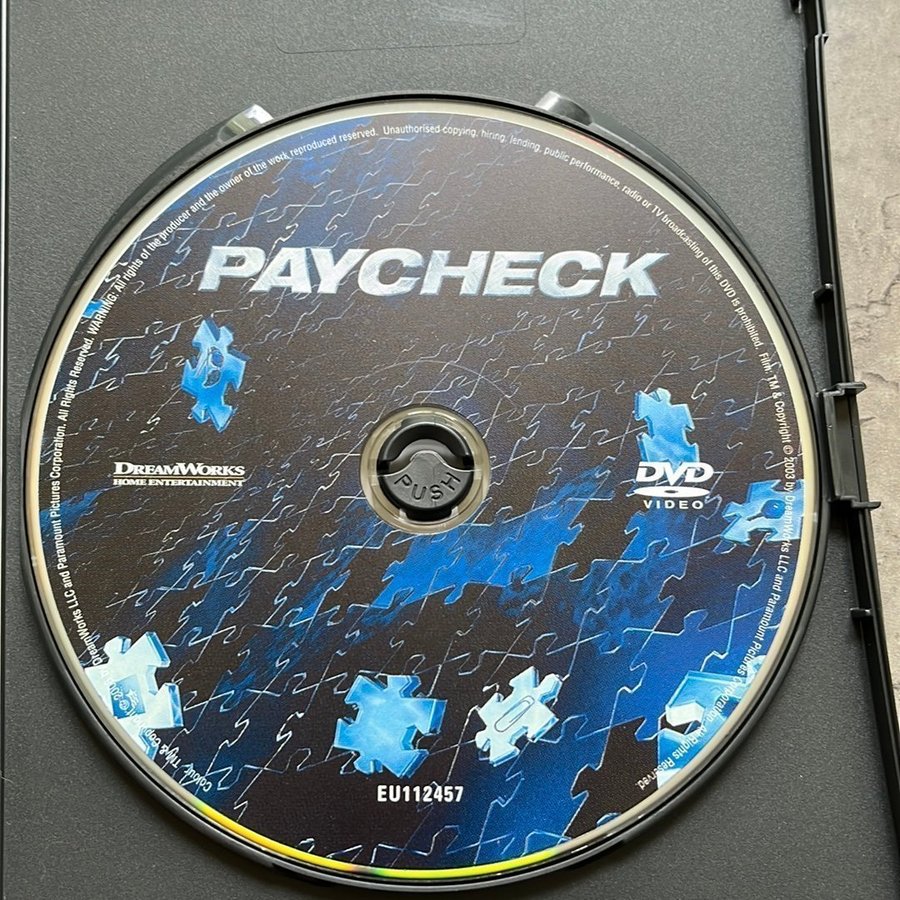 PAYCHECK
DREAMWORKS
HOME ENTERTAINMENT
PUSH
DVD
VIDEO
EU112457
DreamWorks LLC and Paramount Pictures Corporation. All Rights Reserved. WARNING: All rights of the producer and the owner of the work reproduced reserved. Unauthorised copying, hiring, lending, public performance, radio or TV broadcasting of this DVD is prohibited. Film: TM & Copyright © 2003 by DreamWorks LLC and Paramount Pictures Corporation. All Rights Reserved